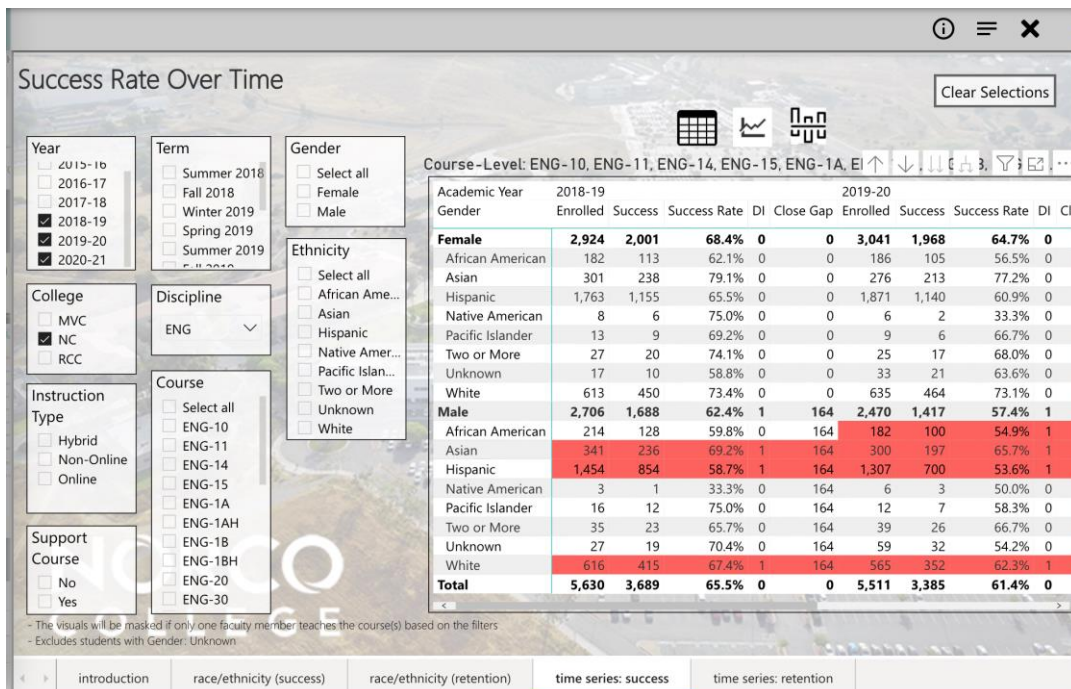 Success Rate Over Time
Clear Selections
Year
2015-16
2016-17
2017-18
2018-19
2019-20
2020-21
Term
Summer 2018
Fall 2018
Winter 2019
Spring 2019
Summer 2019
Fall 2019
Gender
Select all
Female
Male
Ethnicity
Select all
African Ame...
Asian
Hispanic
Native Amer...
Pacific Islan...
Two or More
Unknown
White
College
MVC
NC
RCC
Discipline
ENG
Instruction
Type
Hybrid
Non-Online
Online
Course
Select all
ENG-10
ENG-11
ENG-14
ENG-15
ENG-1A
ENG-1AH
ENG-1B
ENG-1BH
ENG-20
ENG-30
Support
Course
No
Yes
Course-Level: ENG-10, ENG-11, ENG-14, ENG-15, ENG-1A,
Academic Year 2018-19 2019-20
Gender Enrolled Success Success Rate DI Close Gap Enrolled Success Success Rate DI Cl
Female 2,924 2,001 68.4% 0 0 3,041 1,968 64.7% 0
African American 182 113 62.1% 0 0 186 105 56.5% 0
Asian 301 238 79.1% 0 0 276 213 77.2% 0
Hispanic 1,763 1,155 65.5% 0 0 1,871 1,140 60.9% 0
Native American 8 6 75.0% 0 0 6 2 33.3% 0
Pacific Islander 13 9 69.2% 0 0 9 6 66.7% 0
Two or More 27 20 74.1% 0 0 25 17 68.0% 0
Unknown 17 10 58.8% 0 0 33 21 63.6% 0
White 613 450 73.4% 0 0 635 464 73.1% 0
Male 2,706 1,688 62.4% 1 164 2,470 1,417 57.4% 1
African American 214 128 59.8% 0 164 182 100 54.9% 1
Asian 341 236 69.2% 1 164 300 197 65.7% 1
Hispanic 1,454 854 58.7% 1 164 1,307 700 53.6% 1
Native American 3 1 33.3% 0 164 6 3 50.0% 0
Pacific Islander 16 12 75.0% 0 164 12 7 58.3% 0
Two or More 35 23 65.7% 0 164 39 26 66.7% 0
Unknown 27 19 70.4% 0 164 59 32 54.2% 0
White 616 415 67.4% 1 164 565 352 62.3% 1
Total 5,630 3,689 65.5% 0 0 5,511 3,385 61.4% 0
COLLEGE
- The visuals will be masked if only one faculty member teaches the course(s) based on the filters
- Excludes students with Gender: Unknown
introduction
race/ethnicity (success)
race/ethnicity (retention)
time series: success
time series: retention